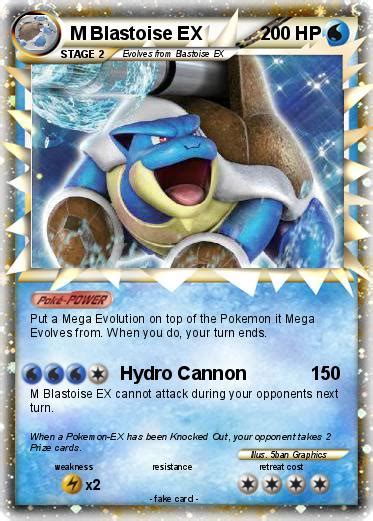 M Blastoise EX 200 HP
STAGE 2 Evolves from Blastoise EX
Poké-POWER
Put a Mega Evolution on top of the Pokemon it Mega
Evolves from. When you do, your turn ends.
Hydro Cannon 150
M Blastoise EX cannot attack during your opponents next
turn.
When a Pokemon-EX has been Knocked Out, your opponent takes 2
Prize cards.
Illus. 5ban Graphics
weakness resistance retreat cost
x2
- fake card -